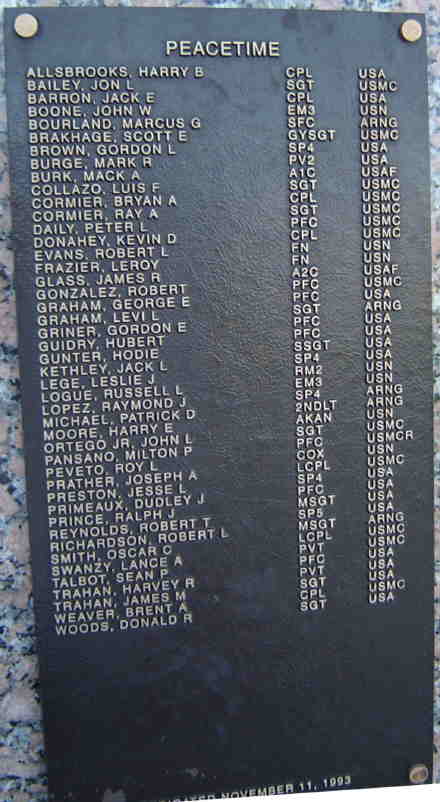 PEACETIME
ALLSBROOKS, HARRY B CPL USA
BAILEY, JON L SGT USMC
BARRON, JACK E CPL USA
BOONE, JOHN W EM3 USN
BOURLAND, MARCUS G SFC ARNG
BRAKHAGE, SCOTT E GYSGT USMC
BROWN, GORDON L SP4 USA
BURGE, MARK R PV2 USA
BURK, MACK A A1C USAF
COLLAZO, LUIS F SGT USMC
CORMIER, BRYAN A CPL USMC
CORMIER, RAY A SGT USMC
DAILY, PETER L PFC USMC
DONAHEY, KEVIN D CPL USMC
EVANS, ROBERT L FN USN
FRAZIER, LEROY FN USN
GLASS, JAMES R A2C USAF
GONZALEZ, ROBERT PFC USMC
GRAHAM, GEORGE E PFC USA
GRAHAM, LEVI L SGT ARNG
GRINER, GORDON E PFC USA
GUIDRY, HUBERT PFC USA
GUNTER, HODIE SSGT USA
KETHLEY, JACK L SP4 USA
LEGE, LESLIE J RM2 USN
LOGUE, RUSSELL L EM3 USN
LOPEZ, RAYMOND J SP4 ARNG
MICHAEL, PATRICK D 2NDLT ARNG
MOORE, HARRY E AKAN USN
ORTEGO JR, JOHN L SGT USMC
PANSANO, MILTON P PFC USMCR
PEVETO, ROY L COX USN
PRATHER, JOSEPH A LCPL USMC
PRESTON, JESSE L SP4 USA
PRIMEAUX, DUDLEY J PFC USA
PRINCE, RALPH J MSGT USA
REYNOLDS, ROBERT T SP5 USA
RICHARDSON, ROBERT L MSGT ARNG
SMITH, OSCAR O LCPL USMC
SWANZY, LANCE A PVT USMC
TALBOT, SEAN P PFC USA
TRAHAN, HARVEY R PVT USA
TRAHAN, JAMES M SGT USA
WEAVER, BRENT A CPL USMC
WOODS, DONALD R SGT USA
NOVEMBER 11, 1993